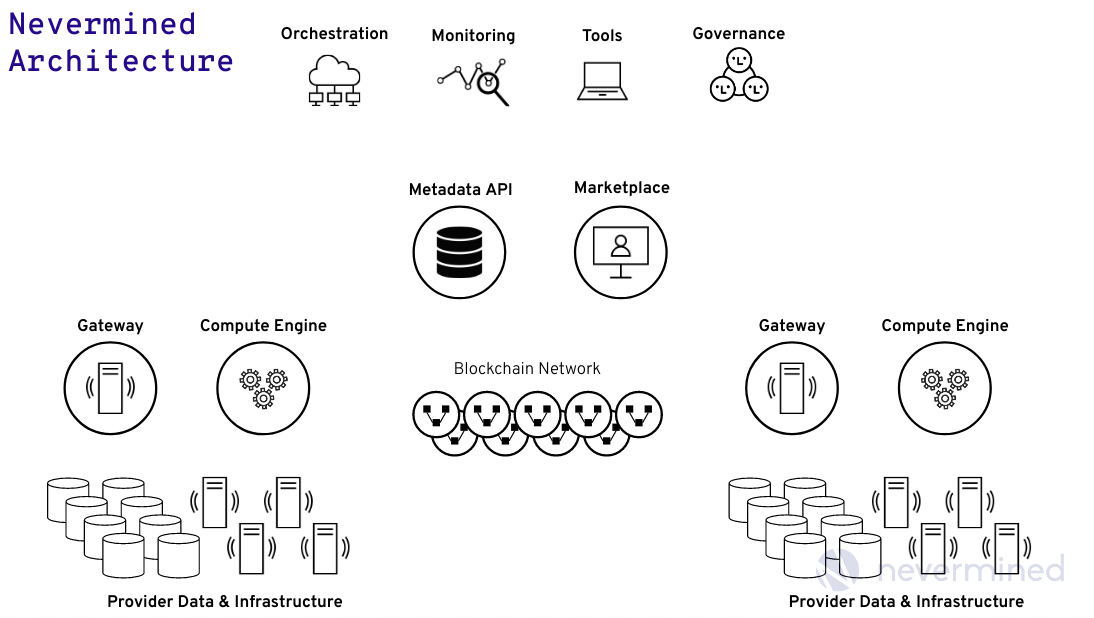 Nevermined
Architecture
Orchestration
Monitoring
Tools
Governance
Metadata API
Marketplace
Gateway
Compute Engine
Blockchain Network
Gateway
Compute Engine
Provider Data & Infrastructure
Provider Data & Infrastructure
nevermined